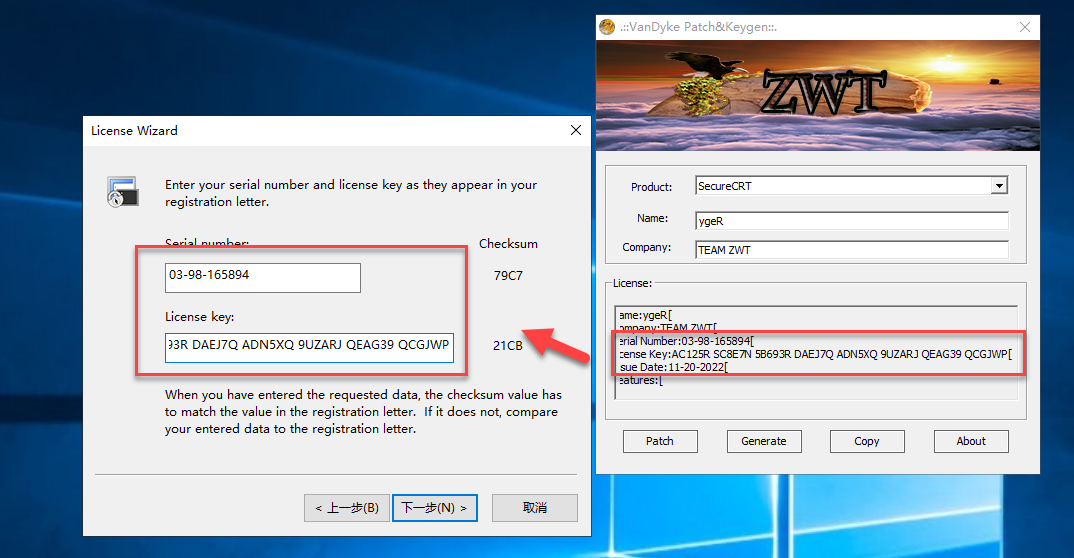 License Wizard
Enter your serial number and license key as they appear in your
registration letter.
Serial number:
Checksum
03-98-165894
79C7
License key:
93R DAEJ7Q ADN5XQ 9UZARJ QEAG39 QCGJWP
21CB
When you have entered the requested data, the checksum value has
to match the value in the registration letter.  If it does not, compare
your entered data to the registration letter.
< 上一步(B)
下一步(N) >
取消
.::VanDyke Patch&Keygen::.
ZWT
Product:
SecureCRT
Name:
ygeR
Company:
TEAM ZWT
License:
ame:ygeR[
ompany:TEAM ZWT[
erial Number:03-98-165894[
cense Key:AC125R SC8E7N 5B693R DAEJ7Q ADN5XQ 9UZARJ QEAG39 QCGJWP[
sue Date:11-20-2022[
eatures:[
Patch
Generate
Copy
About